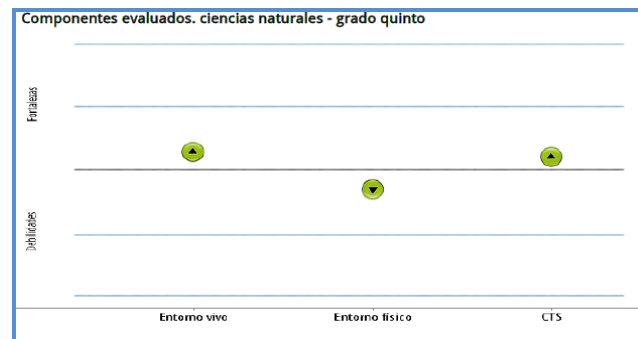 Componentes evaluados. ciencias naturales - grado quinto
Fortalezas
Debilidades
Entorno vivo Entorno físico CTS